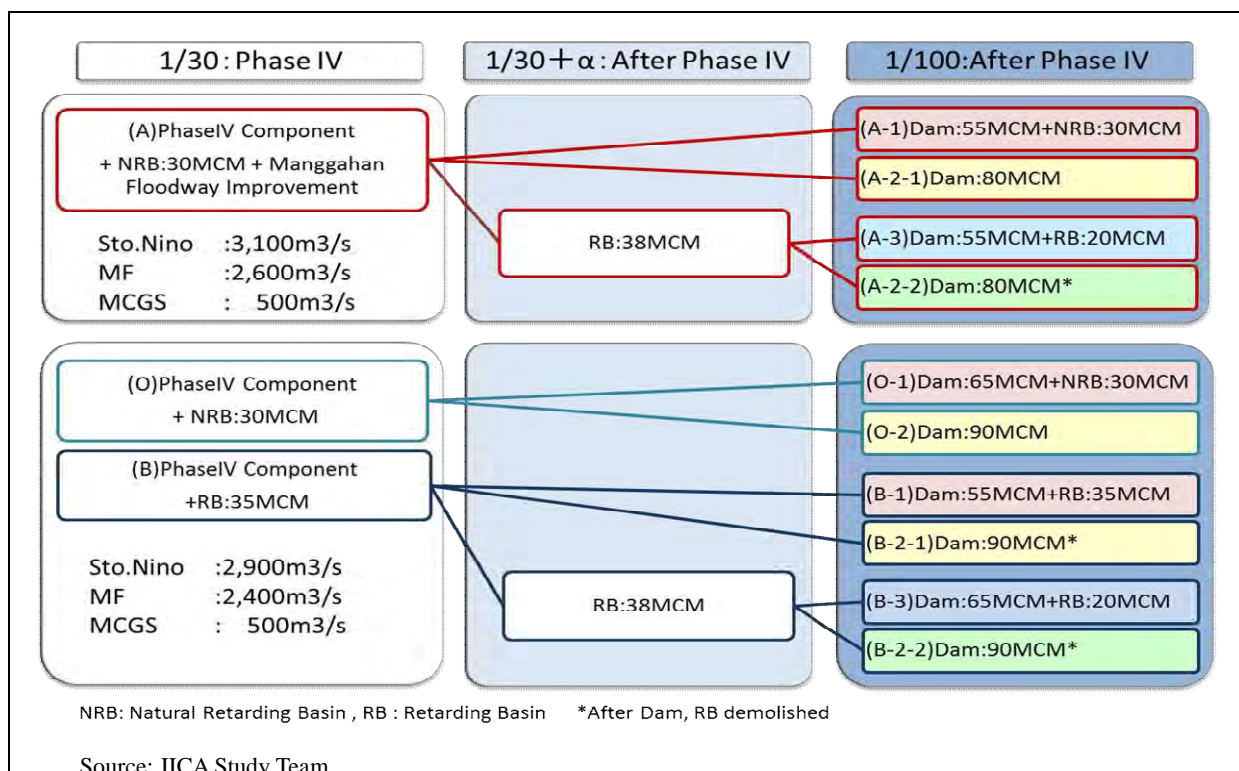 1/30 : Phase IV
1/30＋α : After Phase IV
1/100:After Phase IV
(A)PhaseIV Component
+ NRB:30MCM + Manggahan
Floodway Improvement
Sto.Nino :3,100m3/s
MF :2,600m3/s
MCGS : 500m3/s
RB:38MCM
(A-1)Dam:55MCM+NRB:30MCM
(A-2-1)Dam:80MCM
(A-3)Dam:55MCM+RB:20MCM
(A-2-2)Dam:80MCM*
(O)PhaseIV Component
+ NRB:30MCM
(B)PhaseIV Component
+RB:35MCM
Sto.Nino :2,900m3/s
MF :2,400m3/s
MCGS : 500m3/s
RB:38MCM
(O-1)Dam:65MCM+NRB:30MCM
(O-2)Dam:90MCM
(B-1)Dam:55MCM+RB:35MCM
(B-2-1)Dam:90MCM*
(B-3)Dam:65MCM+RB:20MCM
(B-2-2)Dam:90MCM*
NRB: Natural Retarding Basin , RB : Retarding Basin *After Dam, RB demolished
Source: JICA Study Team